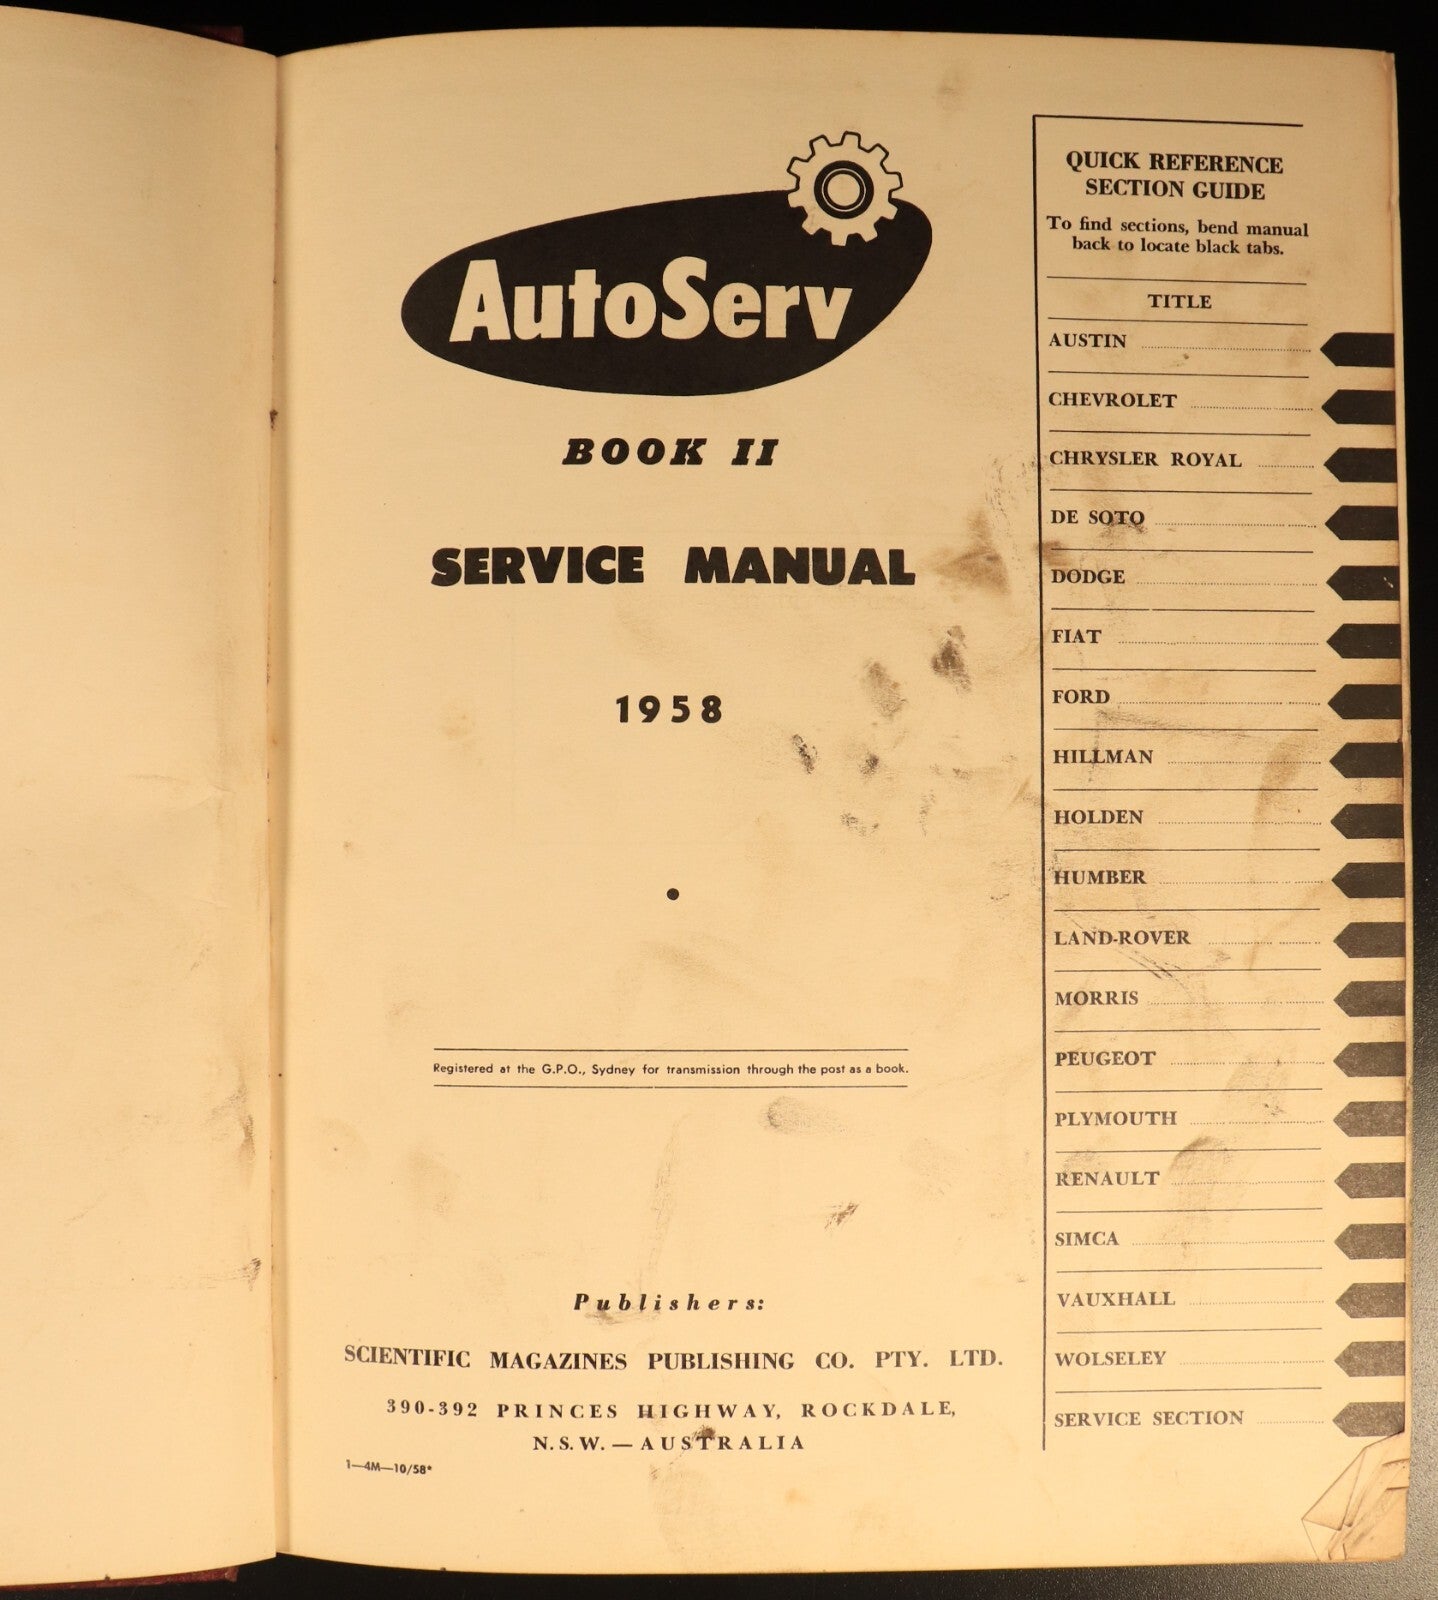 AutoServ
BOOK II
SERVICE MANUAL
1958
Registered at the G.P.O., Sydney for transmission through the post as a book.
Publishers:
SCIENTIFIC MAGAZINES PUBLISHING CO. PTY. LTD.
390-392 PRINCES HIGHWAY, ROCKDALE,
N.S.W. — AUSTRALIA
1—4M—10/58*
QUICK REFERENCE
SECTION GUIDE
To find sections, bend manual
back to locate black tabs.
TITLE
AUSTIN
CHEVROLET
CHRYSLER ROYAL
DE SOTO
DODGE
FIAT
FORD
HILLMAN
HOLDEN
HUMBER
LAND-ROVER
MORRIS
PEUGEOT
PLYMOUTH
RENAULT
SIMCA
VAUXHALL
WOLSELEY
SERVICE SECTION